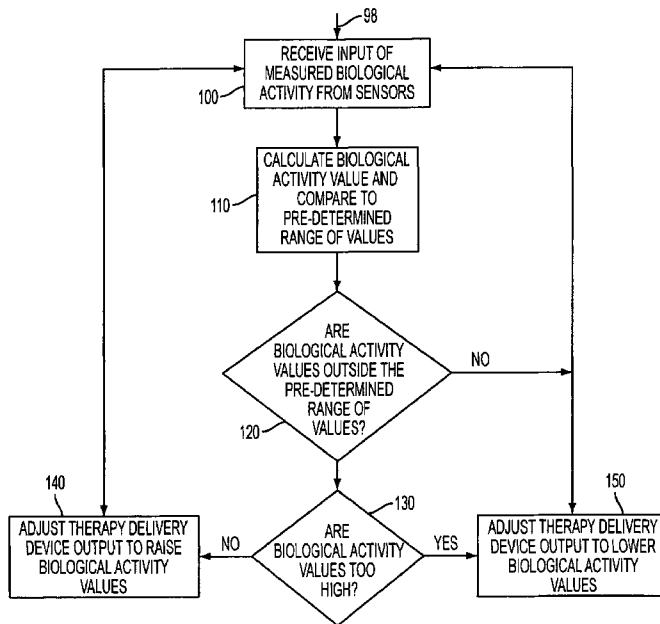 98
RECEIVE INPUT OF
MEASURED BIOLOGICAL
ACTIVITY FROM SENSORS
100
CALCULATE BIOLOGICAL
ACTIVITY VALUE AND
COMPARE TO
PRE-DETERMINED
RANGE OF VALUES
110
ARE
BIOLOGICAL ACTIVITY
VALUES OUTSIDE THE
PRE-DETERMINED
RANGE OF
VALUES?
NO
120
140
ADJUST THERAPY DELIVERY
DEVICE OUTPUT TO RAISE
BIOLOGICAL ACTIVITY
VALUES
NO
130
ARE
BIOLOGICAL ACTIVITY
VALUES TOO
HIGH?
YES
150
ADJUST THERAPY DELIVERY
DEVICE OUTPUT TO LOWER
BIOLOGICAL ACTIVITY
VALUES